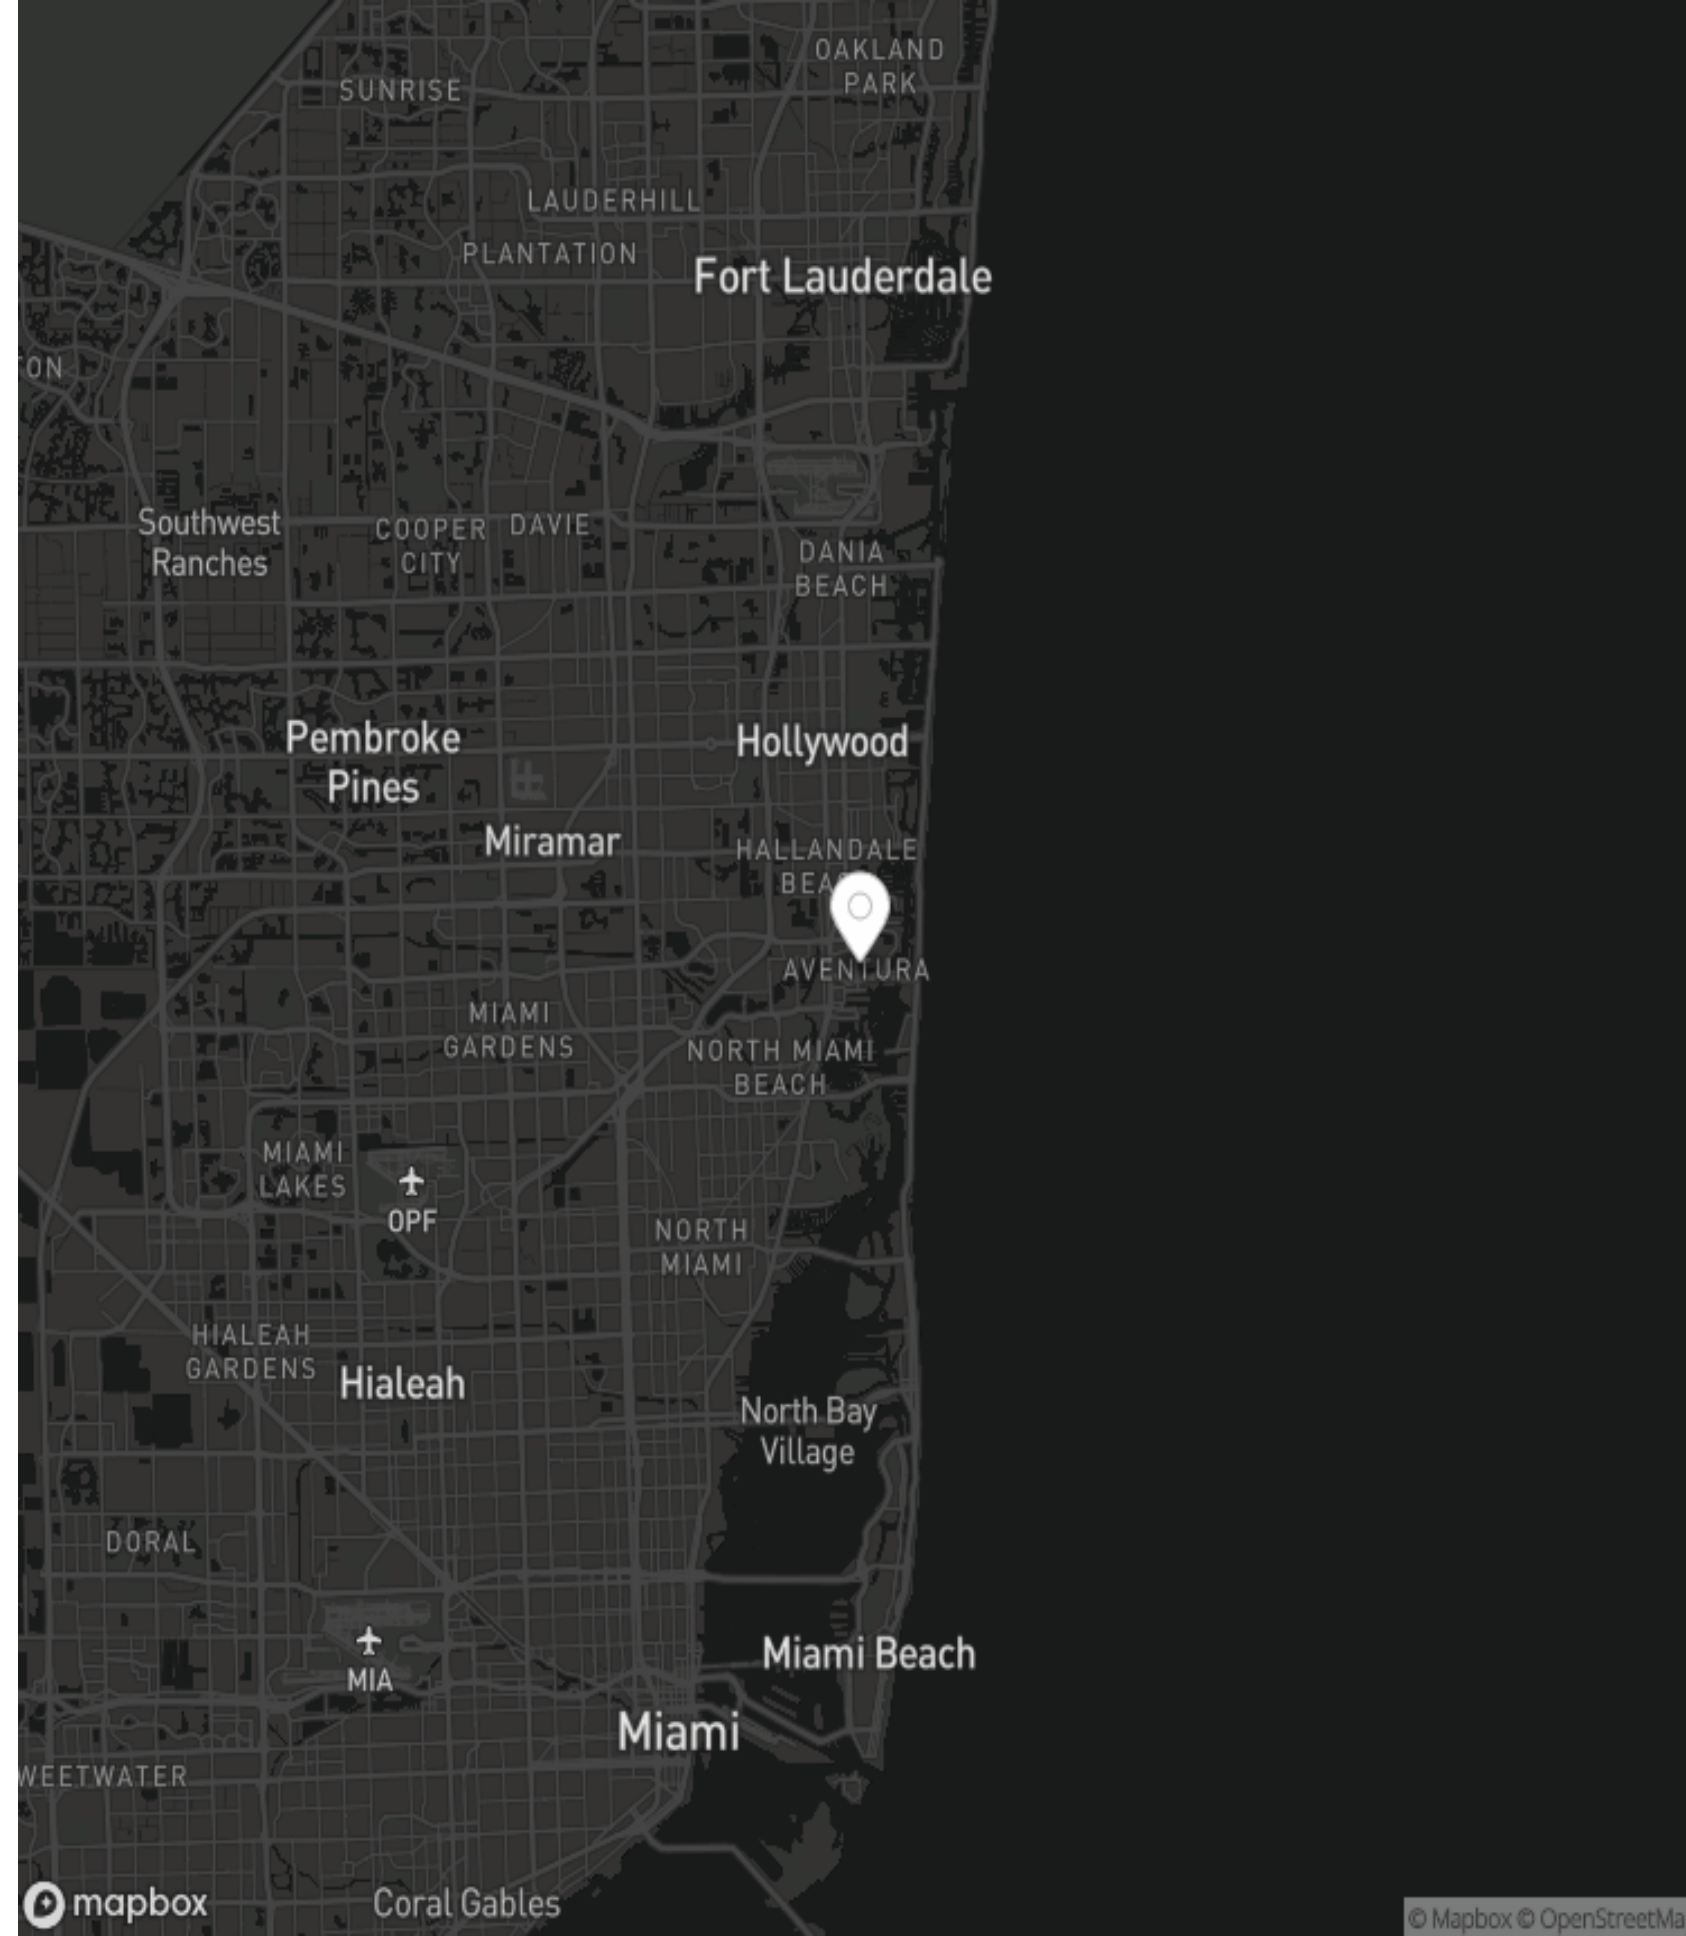 OAKLAND
PARK
SUNRISE
LAUDERHILL
PLANTATION
Fort Lauderdale
TON
Southwest
Ranches
COOPER
CITY
DAVIE
DANIA
BEACH
Pembroke
Pines
Hollywood
Miramar
HALLANDALE
BEA
AVENTURA
MIAMI
GARDENS
NORTH MIAMI
BEACH
MIAMI
LAKES
OPF
NORTH
MIAMI
HIALEAH
GARDENS
Hialeah
North Bay
Village
DORAL
MIA
Miami Beach
Miami
WEETWATER
Coral Gables
mapbox
© Mapbox © OpenStreetMa